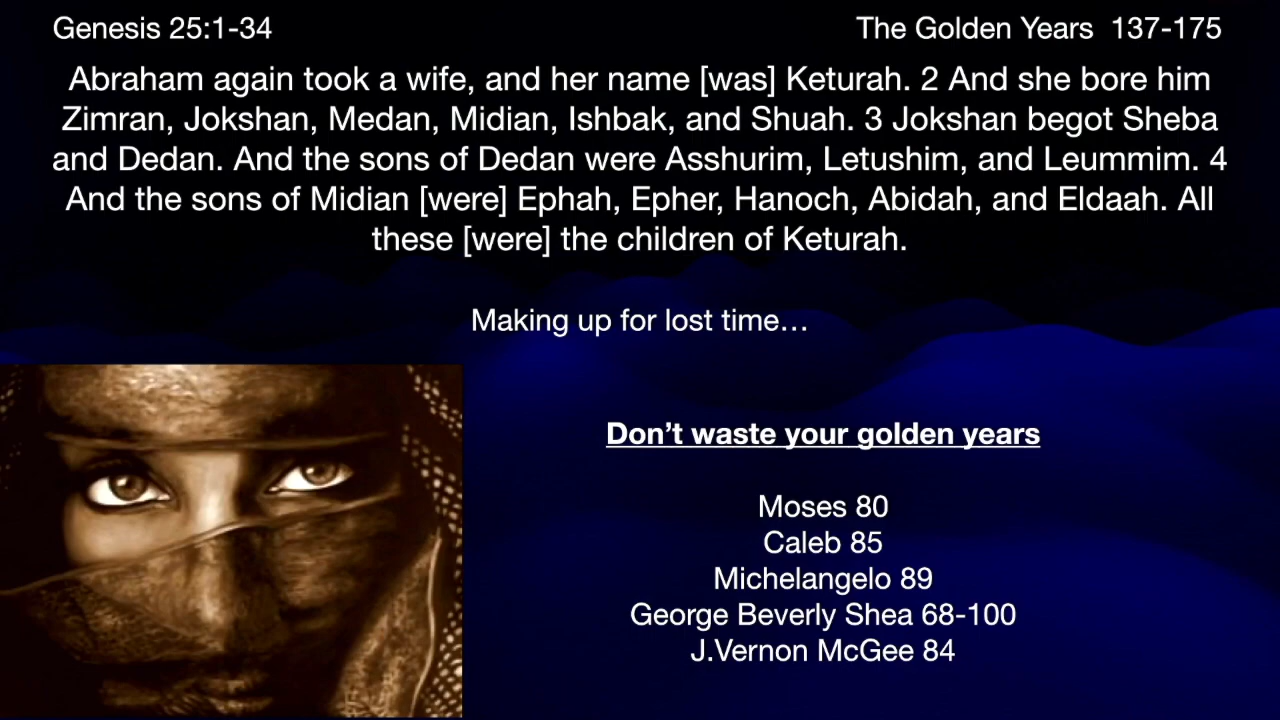 Genesis 25:1-34
The Golden Years 137-175
Abraham again took a wife, and her name [was] Keturah. 2 And she bore him
Zimran, Jokshan, Medan, Midian, Ishbak, and Shuah. 3 Jokshan begot Sheba
and Dedan. And the sons of Dedan were Asshurim, Letushim, and Leummim. 4
And the sons of Midian [were] Ephah, Epher, Hanoch, Abidah, and Eldaah. All
these [were] the children of Keturah.
Making up for lost time…
Don’t waste your golden years
Moses 80
Caleb 85
Michelangelo 89
George Beverly Shea 68-100
J.Vernon McGee 84